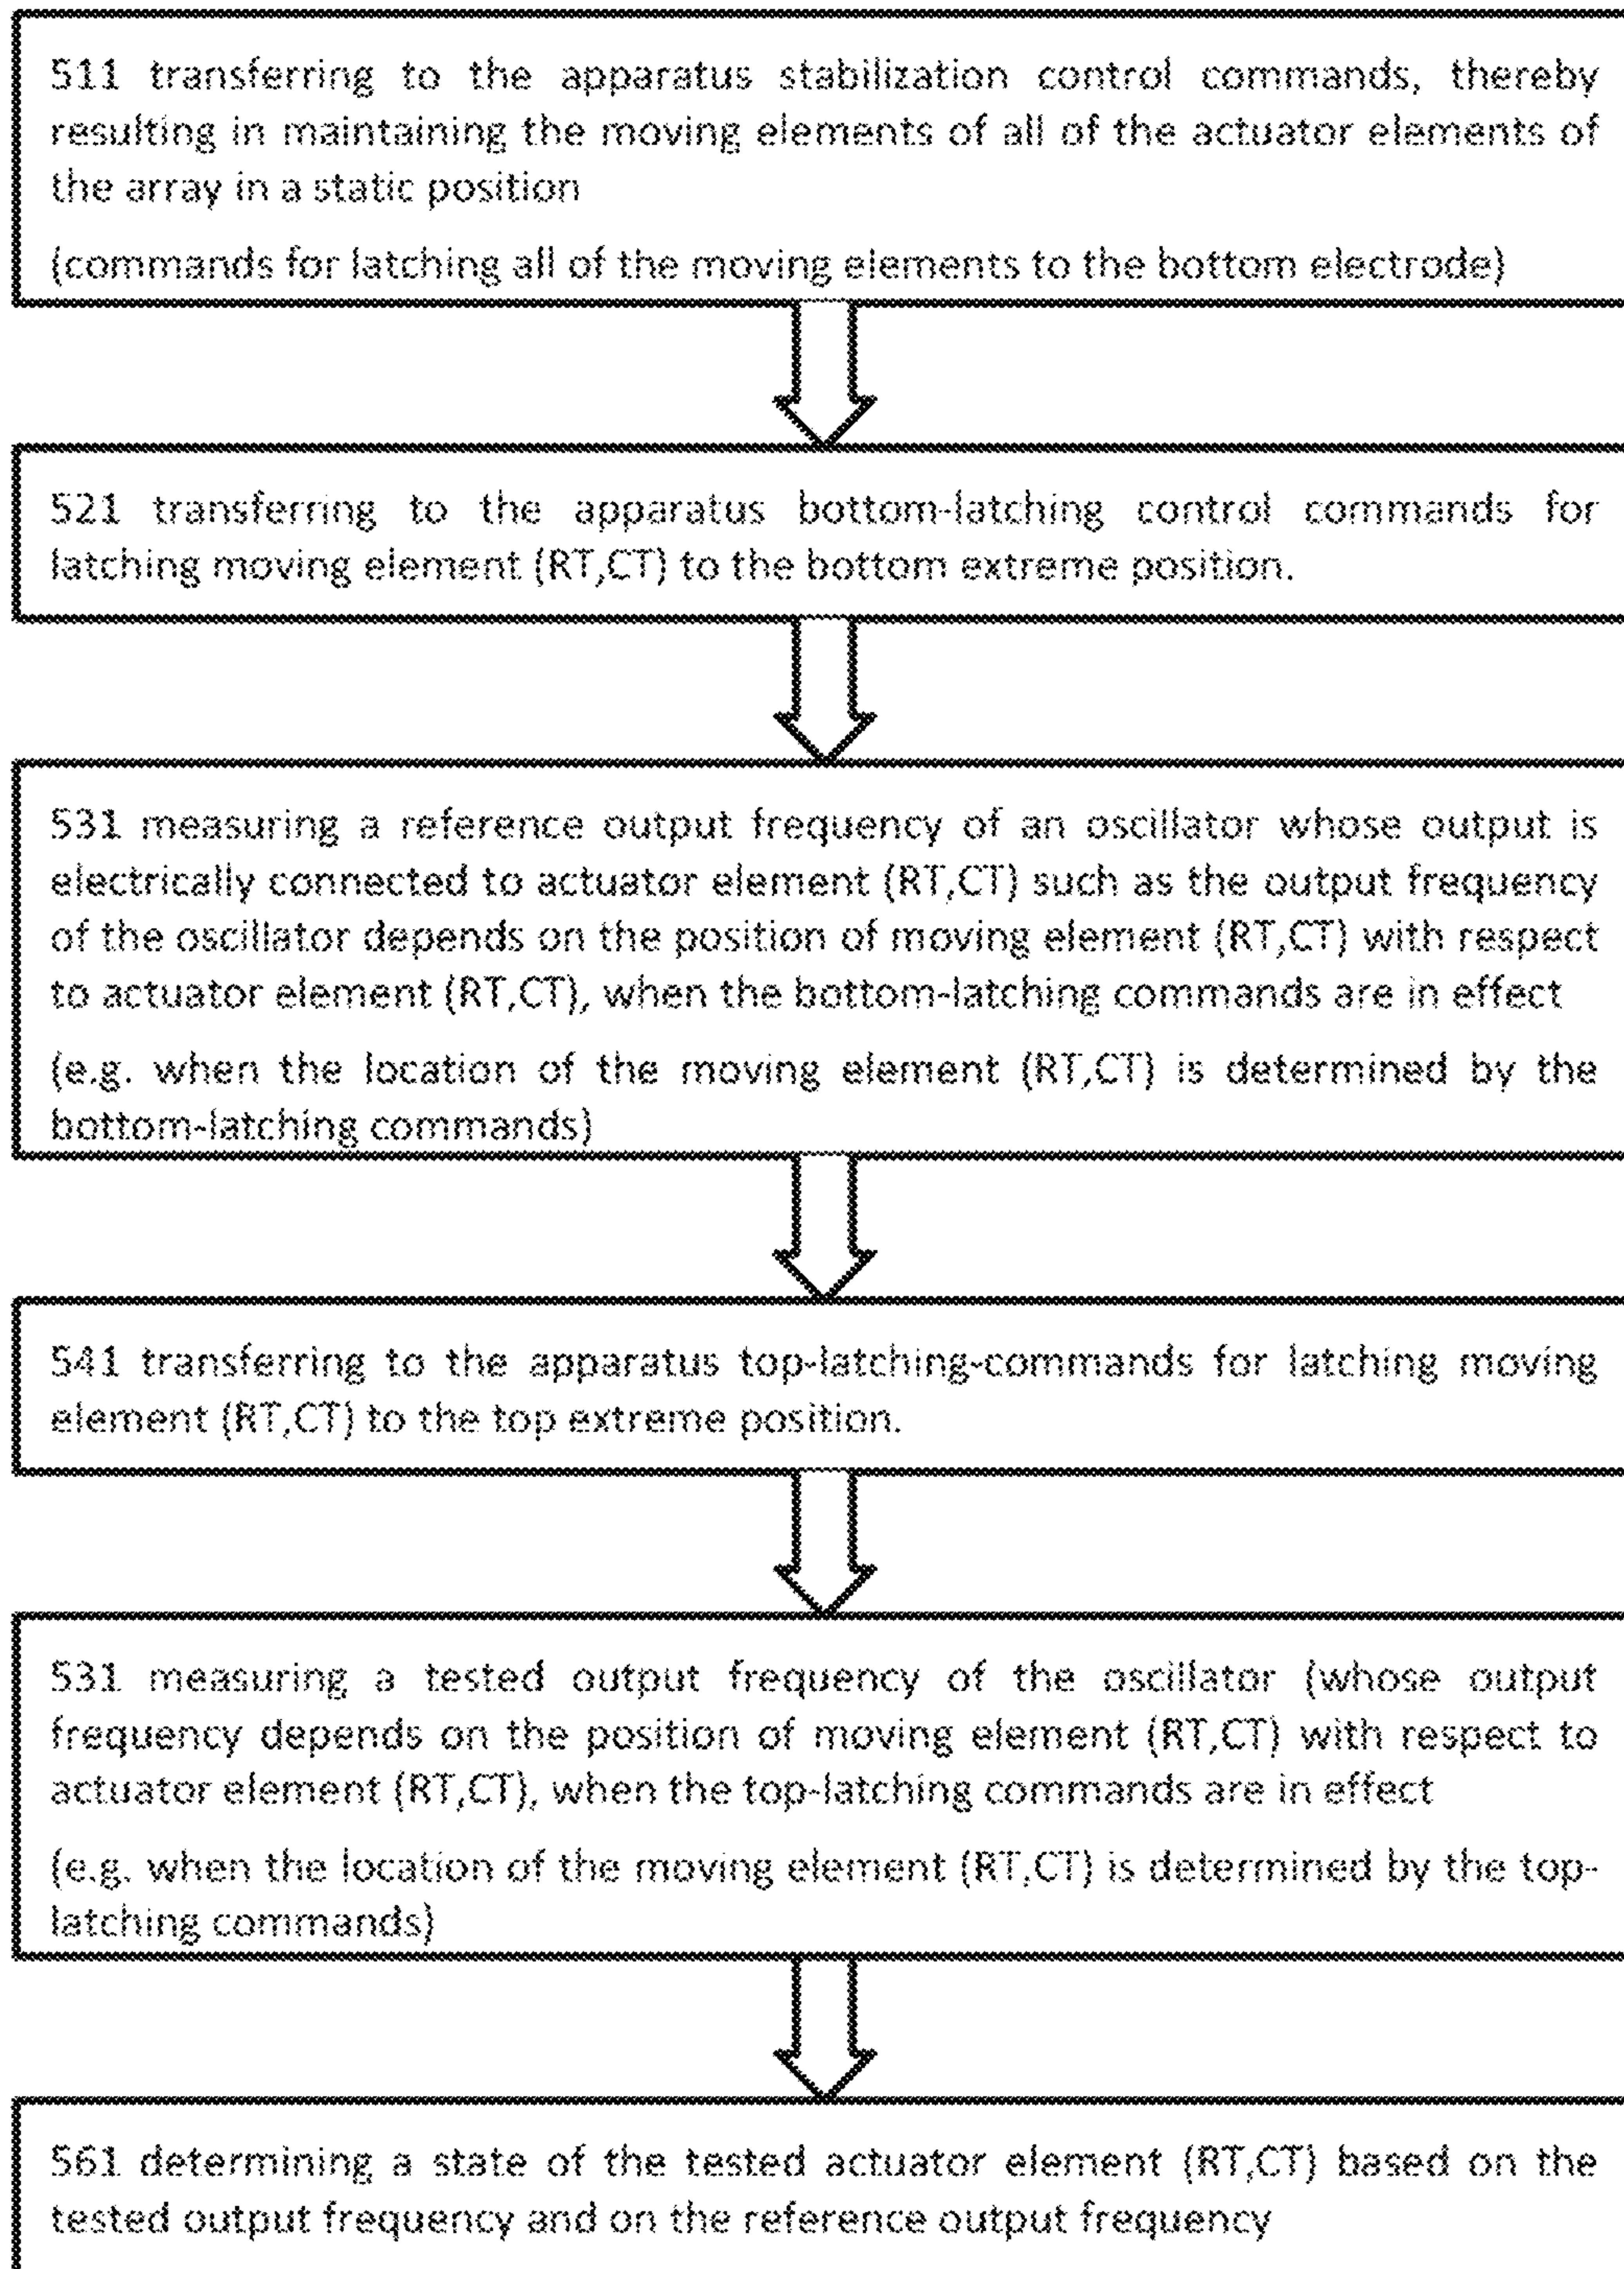 511 transferring to the apparatus stabilization control commands, thereby
resulting in maintaining the moving elements of all of the actuator elements of
the array in a static position
(commands for latching all of the moving elements to the bottom electrode)
521 transferring to the apparatus bottom-latching control commands for
latching moving element (RT,CT) to the bottom extreme position.
531 measuring a reference output frequency of an oscillator whose output is
electrically connected to actuator element (RT,CT) such as the output frequency
of the oscillator depends on the position of moving element (RT,CT) with respect
to actuator element (RT,CT), when the bottom-latching commands are in effect
(e.g. when the location of the moving element (RT,CT) is determined by the
bottom-latching commands)
541 transferring to the apparatus top-latching-commands for latching moving
element (RT,CT) to the top extreme position.
531 measuring a tested output frequency of the oscillator (whose output
frequency depends on the position of moving element (RT,CT) with respect to
actuator element (RT,CT), when the top-latching commands are in effect
(e.g. when the location of the moving element (RT,CT) is determined by the top-
latching commands)
561 determining a state of the tested actuator element (RT,CT) based on the
tested output frequency and on the reference output frequency